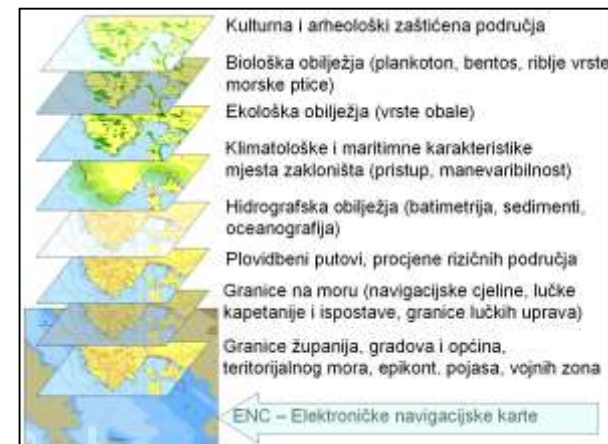 Kulturna i arheološki zaštićena područja
Biološka obilježja (plankoton, bentos, riblje vrste
morske ptice)
Ekološka obilježja (vrste obale)
Klimatološke i maritimne karakteristike
mjesta zakloništa (pristup, manevaribilnost)
Hidrografska obilježja (batimetrija, sedimenti,
oceanografija)
Plovidbeni putovi, procjene rizičnih područja
Granice na moru (navigacijske cjeline, lučke
kapetanije i ispostave, granice lučkih uprava)
Granice županija, gradova i općina,
teritorijalnog mora, epikont. pojasa, vojnih zona
ENC – Elektroničke navigacijske karte